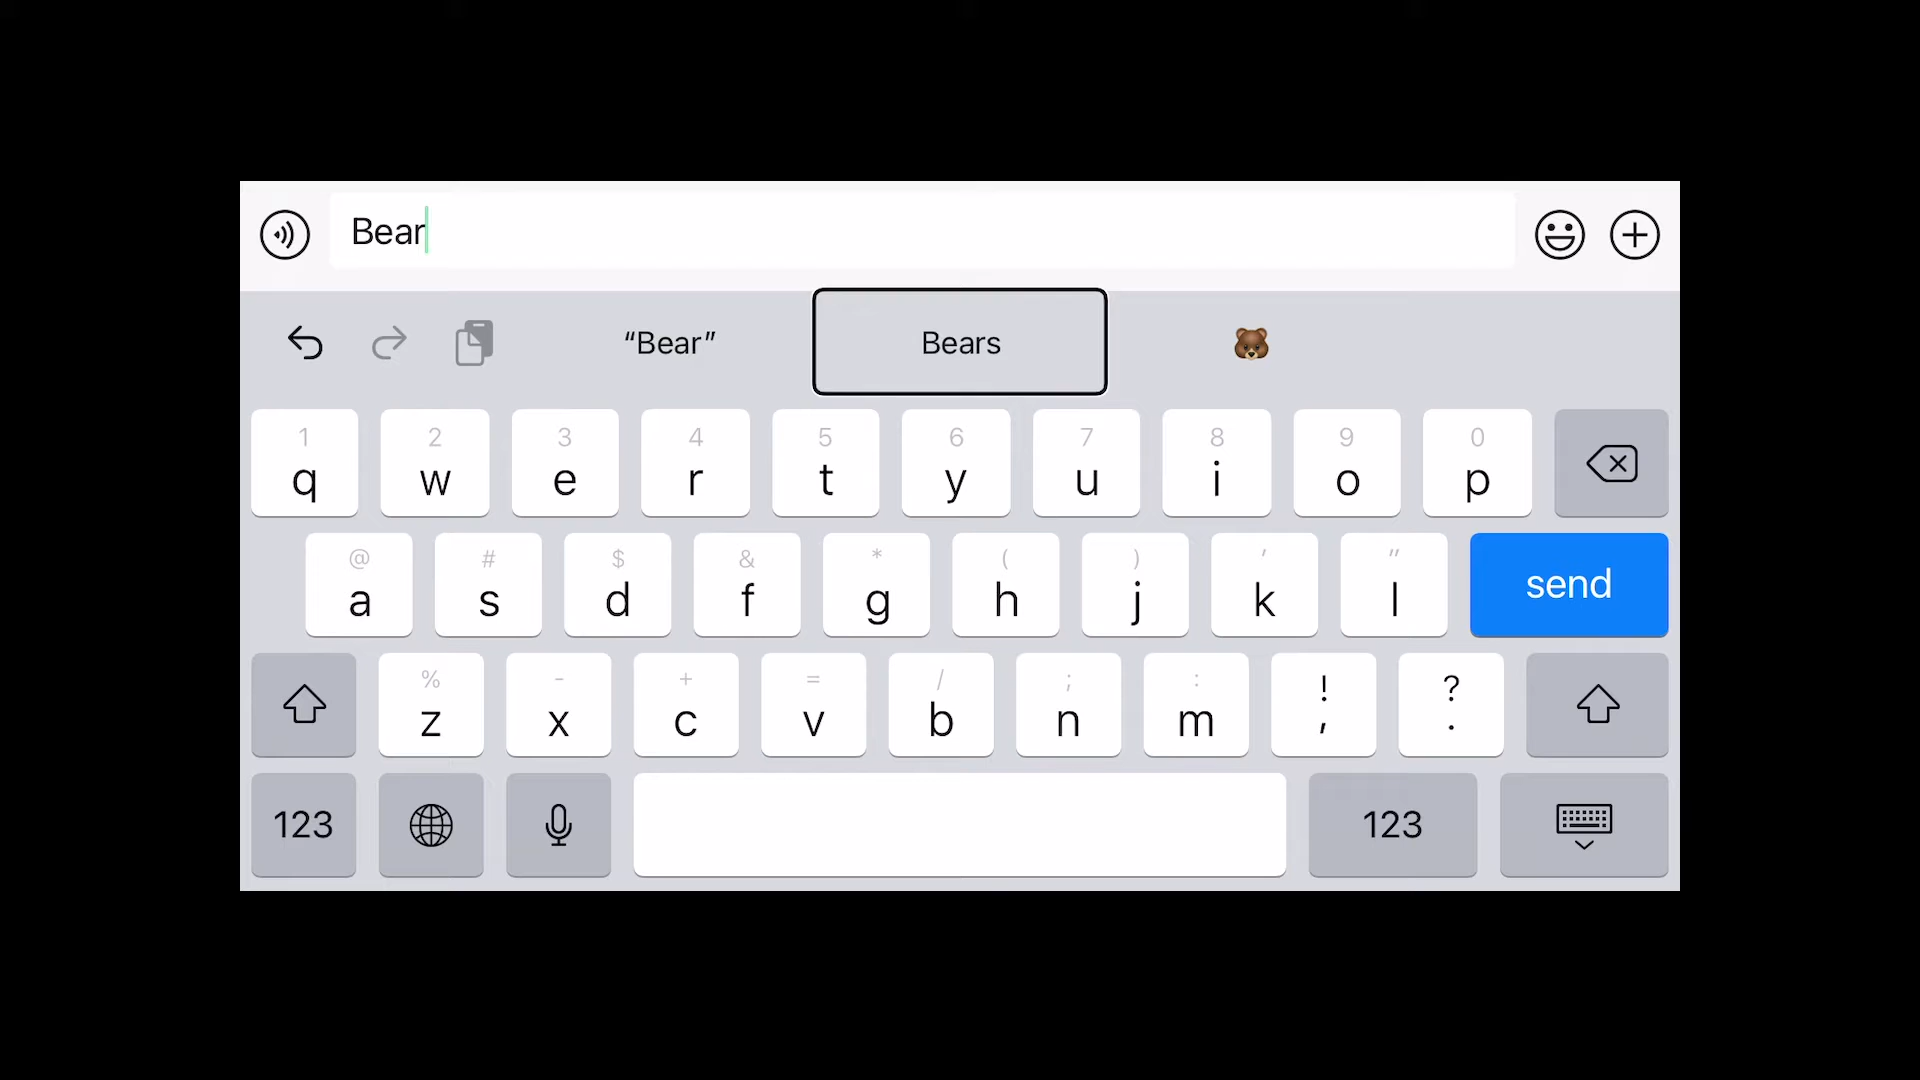 Bear
“Bear” Bears 🐻
1 2 3 4 5 6 7 8 9 0
q w e r t y u i o p
@ # $ & * ( ) ' "
a s d f g h j k l send
% - + = / ; : ! ?
z x c v b n m , .
123 123